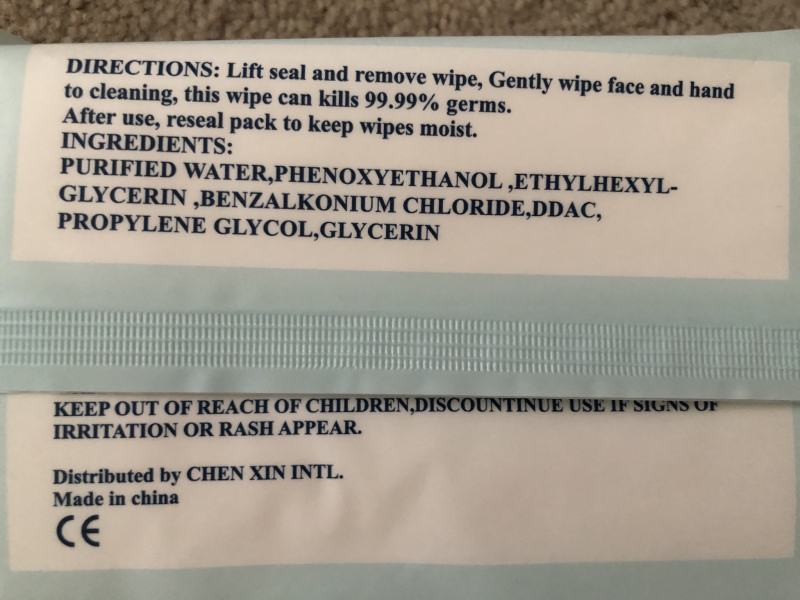 DIRECTIONS: Lift seal and remove wipe, Gently wipe face and hand
to cleaning, this wipe can kills 99.99% germs.
After use, reseal pack to keep wipes moist.
INGREDIENTS:
PURIFIED WATER,PHENOXYETHANOL ,ETHYLHEXYL-
GLYCERIN ,BENZALKONIUM CHLORIDE,DDAC,
PROPYLENE GLYCOL,GLYCERIN
KEEP OUT OF REACH OF CHILDREN,DISCOUNTINUE USE IF SIGNS OF
IRRITATION OR RASH APPEAR.
Distributed by CHEN XIN INTL.
Made in china
CE